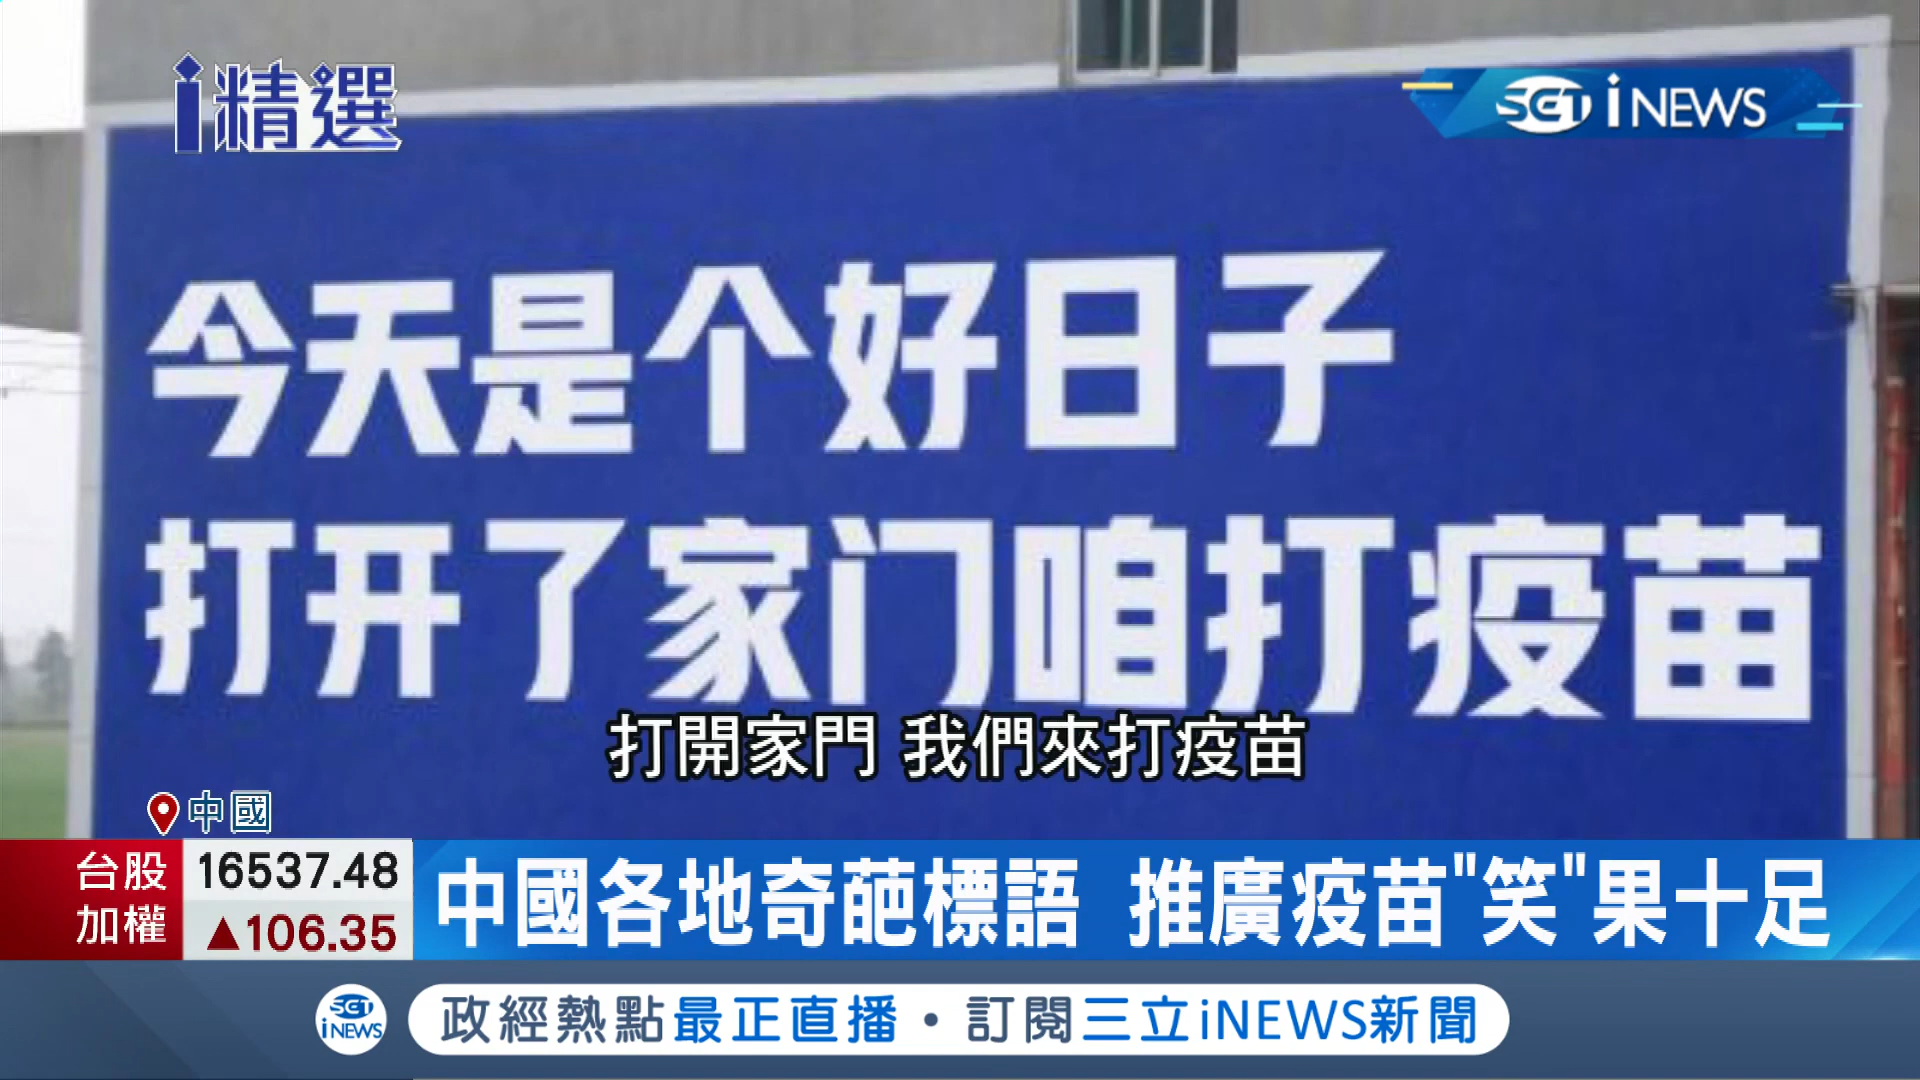 i精選
SET iNEWS
今天是个好日子
打开了家门咱打疫苗
打開家門 我們來打疫苗
中國
台股 16537.48
加權 ▲106.35
中國各地奇葩標語 推廣疫苗"笑"果十足
SET iNEWS 政經熱點最正直播・訂閱三立iNEWS新聞